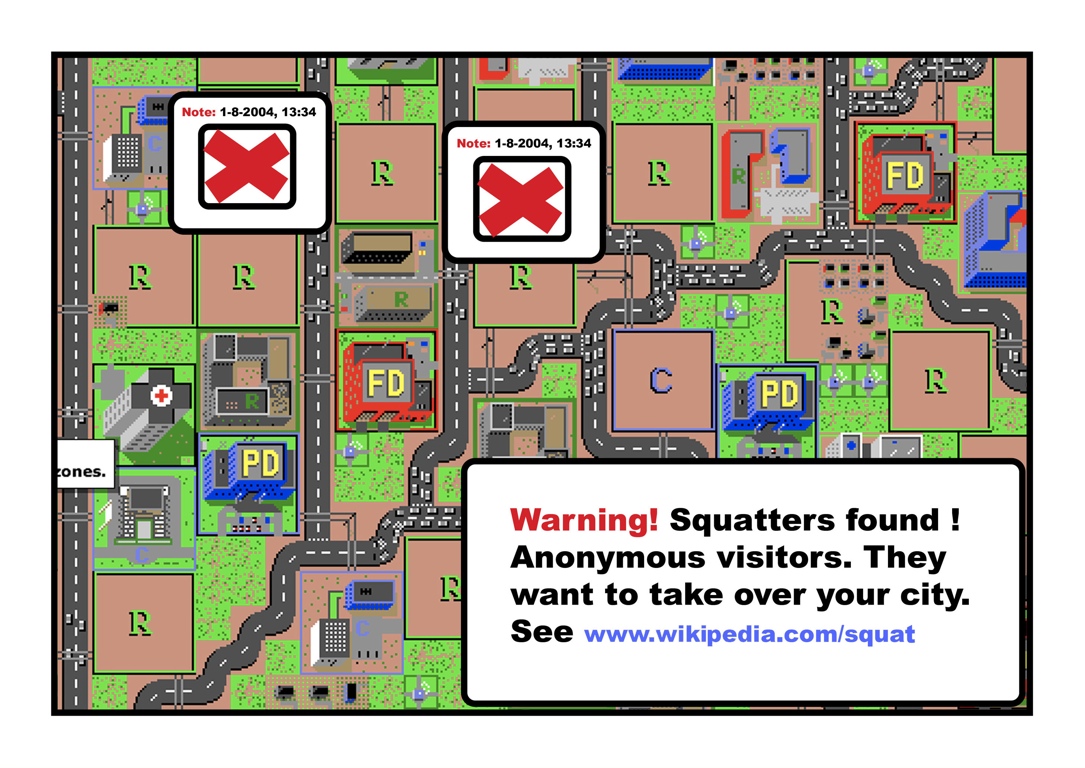 Note: 1-8-2004, 13:34
Note: 1-8-2004, 13:34
R
R
R
FD
C
R
R
R
R
R
C
FD
PD
R
R
PD
zones.
C
Warning! Squatters found !
Anonymous visitors. They
want to take over your city.
See www.wikipedia.com/squat
R
R
C